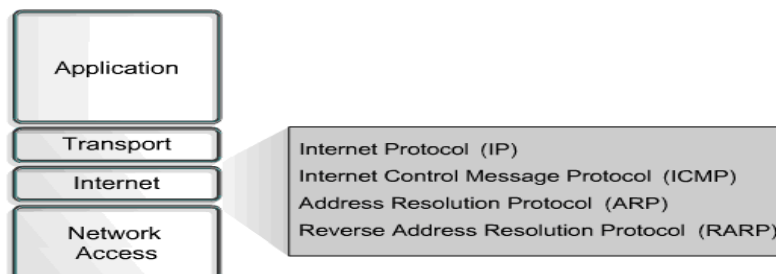 Application
Transport
Internet
Network
Access
Internet Protocol (IP)
Internet Control Message Protocol (ICMP)
Address Resolution Protocol (ARP)
Reverse Address Resolution Protocol (RARP)